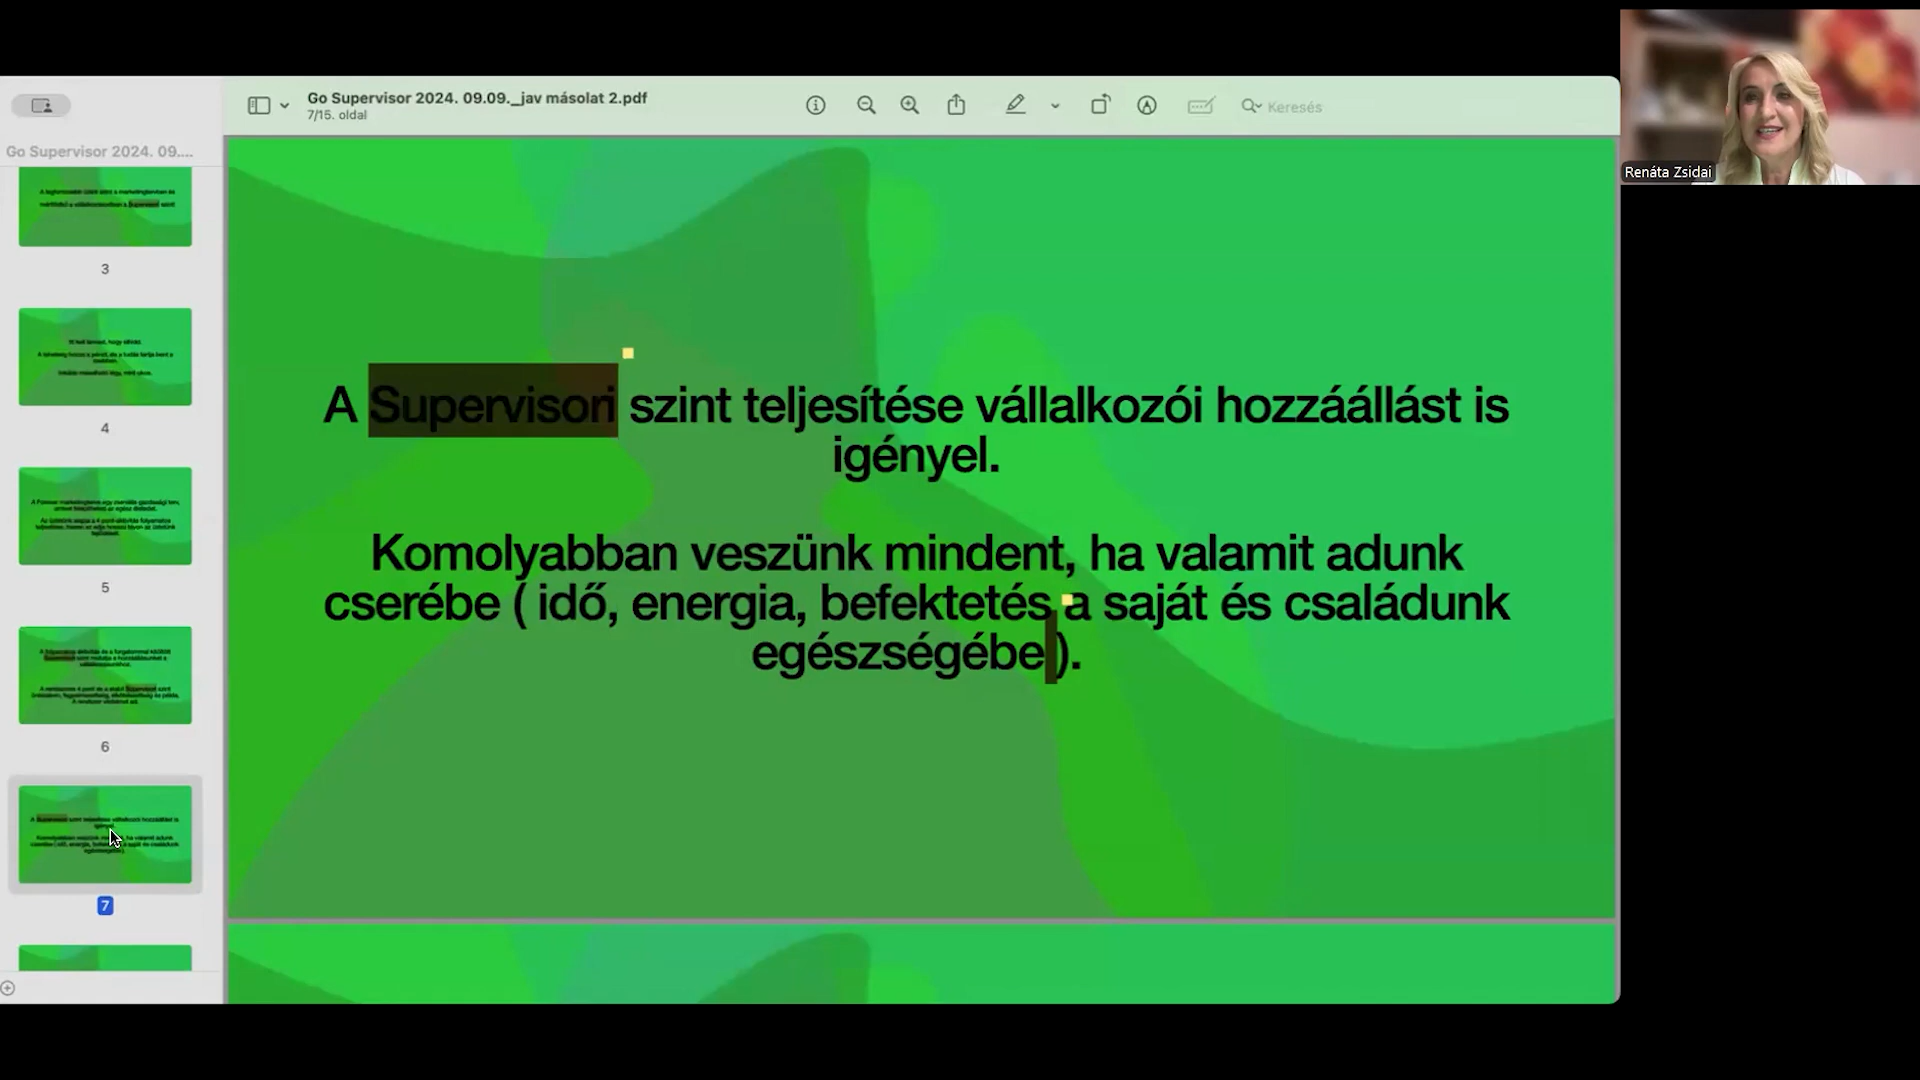 Go Supervisor 2024. 09.09._jav másolat 2.pdf
7/15. oldal
Keresés
Renáta Zsidai
Go Supervisor 2024. 09....
3
4
5
6
7
A Supervisori szint teljesítése vállalkozói hozzáállást is
igényel.
Komolyabban veszünk mindent, ha valamit adunk
cserébe ( idő, energia, befektetés a saját és családunk
egészségébe ).